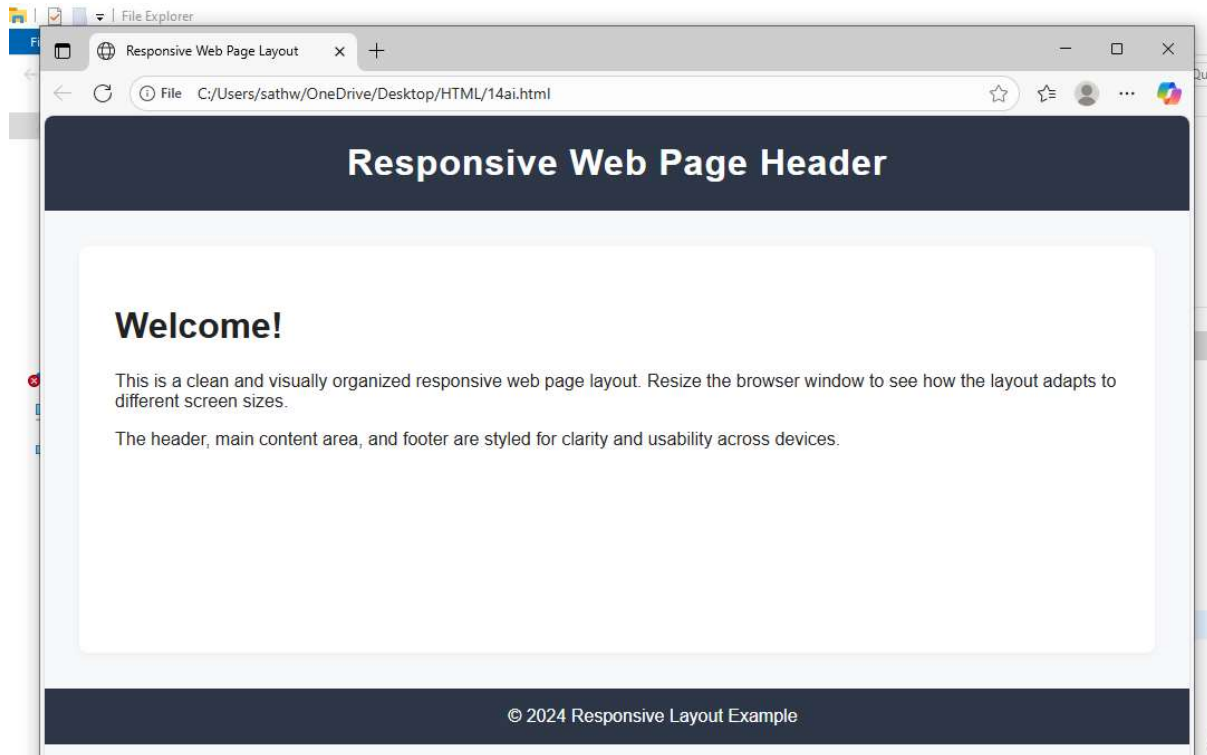 File Explorer
Responsive Web Page Layout
File C:/Users/sathw/OneDrive/Desktop/HTML/14ai.html
Responsive Web Page Header
Welcome!
This is a clean and visually organized responsive web page layout. Resize the browser window to see how the layout adapts to
different screen sizes.
The header, main content area, and footer are styled for clarity and usability across devices.
© 2024 Responsive Layout Example